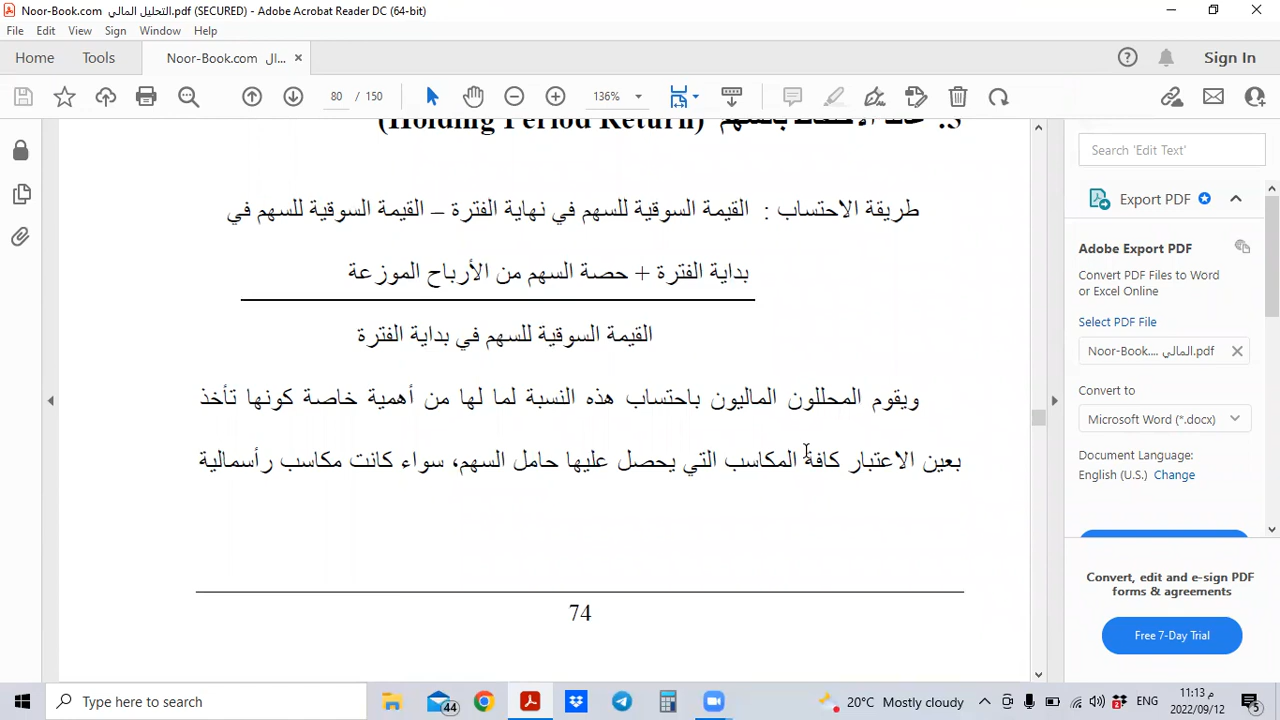 Noor-Book.com التحليل المالي.pdf (SECURED) - Adobe Acrobat Reader DC (64-bit)
File Edit View Sign Window Help
Home Tools Noor-Book.com ال... × Sign In
80 / 150 136%
5. عائد الاحتفاظ بالسهم (Holding Period Return)
طريقة الاحتساب : القيمة السوقية للسهم في نهاية الفترة – القيمة السوقية للسهم في
بداية الفترة + حصة السهم من الأرباح الموزعة
القيمة السوقية للسهم في بداية الفترة
ويقوم المحللون الماليون باحتساب هذه النسبة لما لها من أهمية خاصة كونها تأخذ
بعين الاعتبار كافة المكاسب التي يحصل عليها حامل السهم، سواء كانت مكاسب رأسمالية
74
Search 'Edit Text'
Export PDF
Adobe Export PDF
Convert PDF Files to Word
or Excel Online
Select PDF File
Noor-Book.... المالي.pdf
Convert to
Microsoft Word (*.docx)
Document Language:
English (U.S.) Change
Convert, edit and e-sign PDF
forms & agreements
Free 7-Day Trial
Type here to search
44
20°C Mostly cloudy
ENG
11:13 م
2022/09/12
5